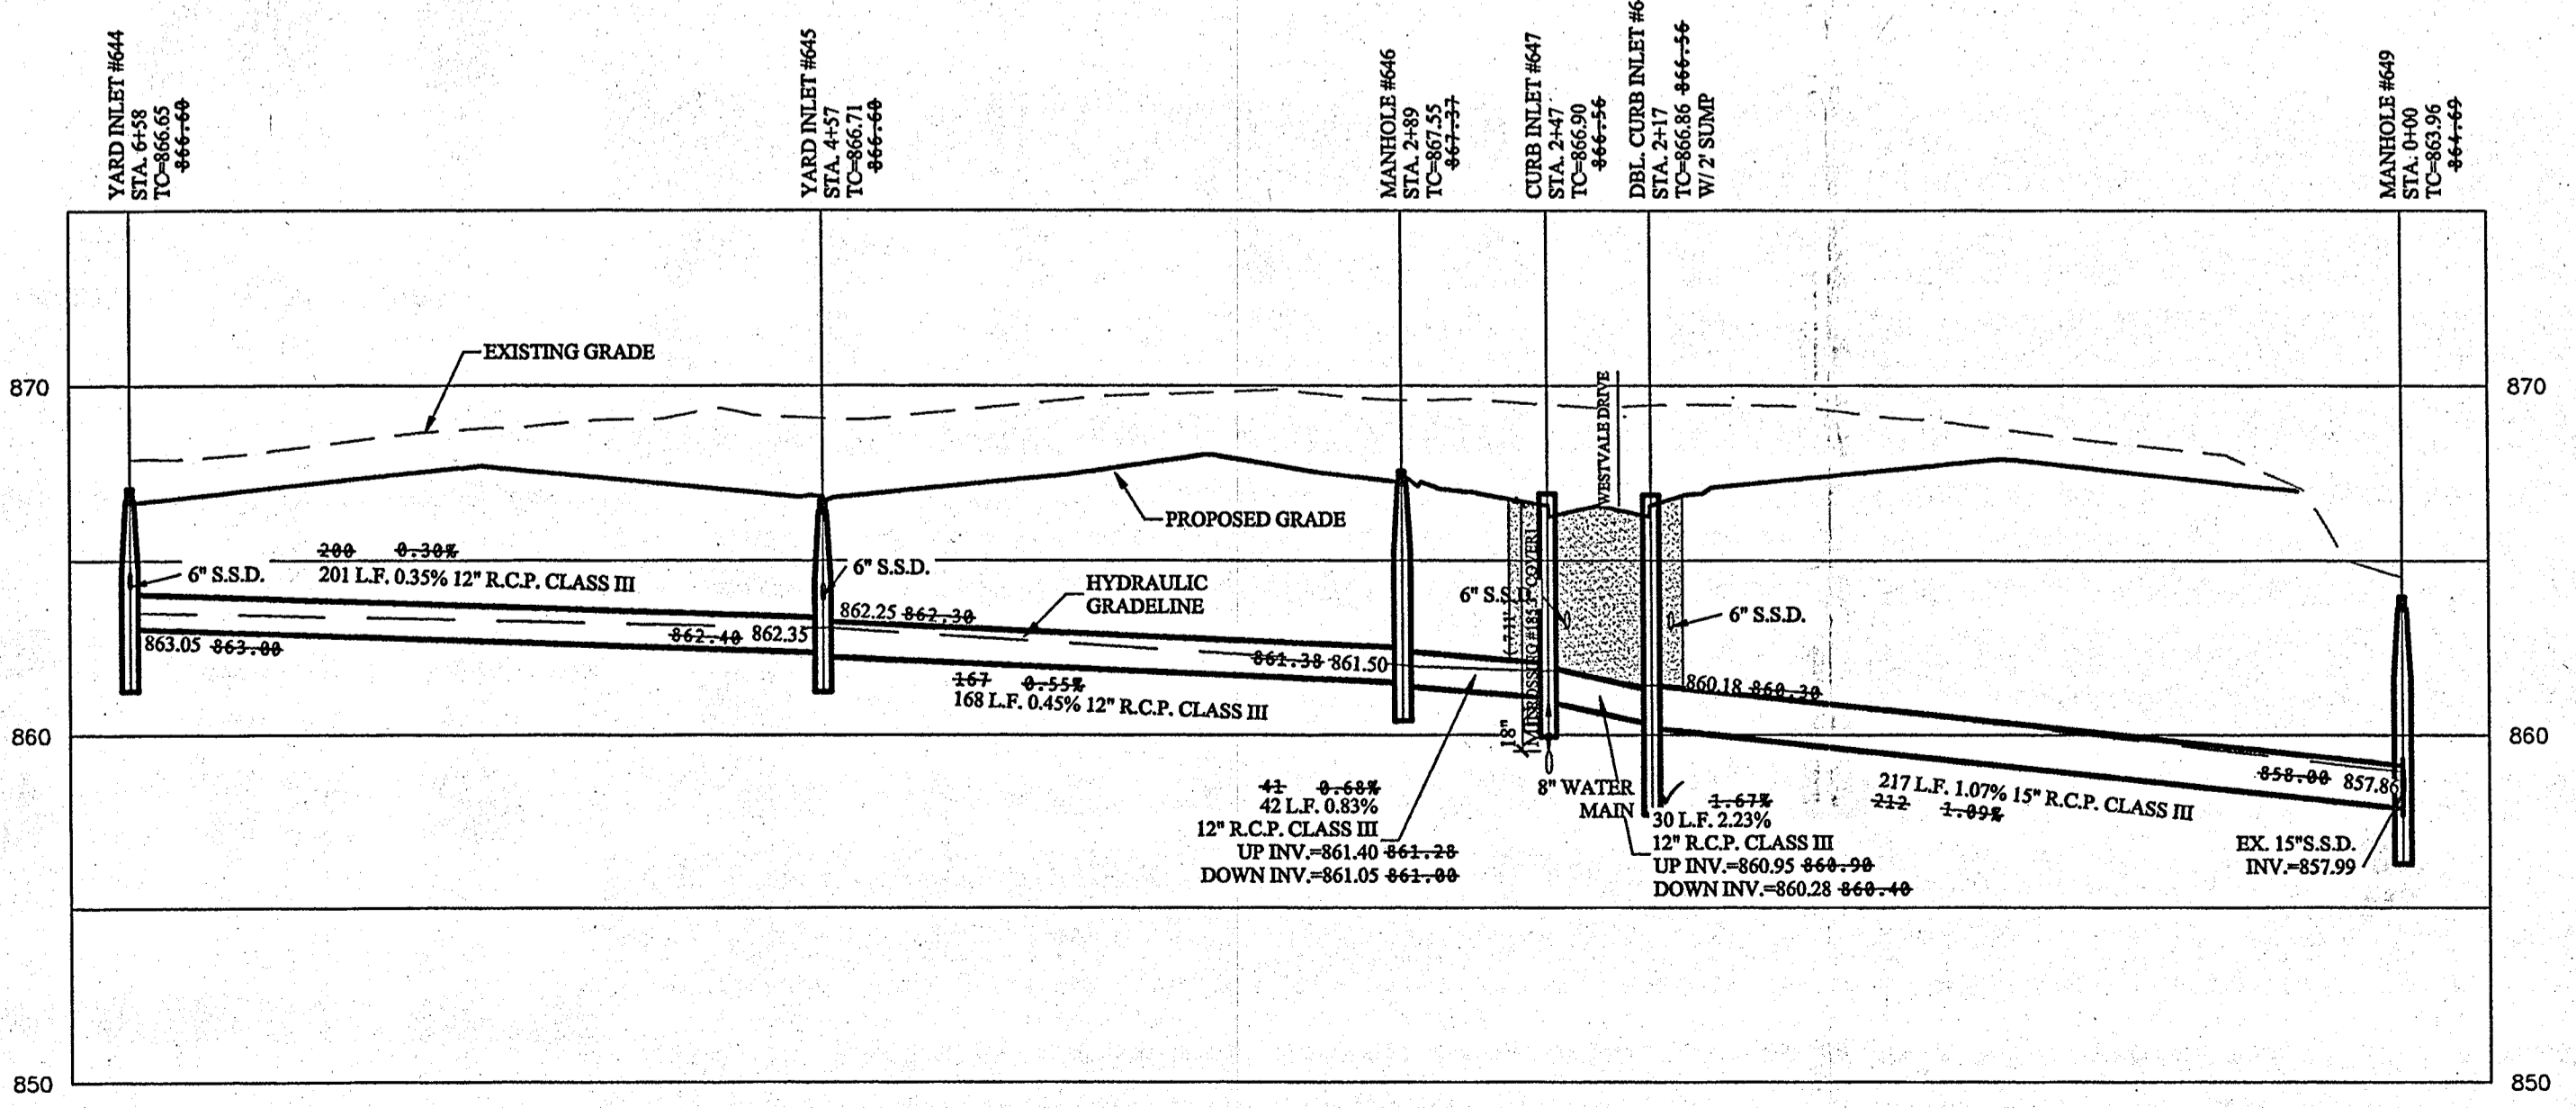 YARD INLET #644
STA. 6+58
TC=866.65
866.60
YARD INLET #645
STA. 4+57
TC=866.71
866.60
MANHOLE #646
STA. 2+89
TC=867.55
867.37
CURB INLET #647
STA. 2+47
TC=866.90
866.56
DBL. CURB INLET #6
STA. 2+17
TC=866.86 866.56
W/ 2' SUMP
MANHOLE #649
STA. 0+00
TC=863.96
864.69
EXISTING GRADE
870
870
WESTVALE DRIVE
PROPOSED GRADE
200 0.30%
201 L.F. 0.35% 12" R.C.P. CLASS III
6" S.S.D.
6" S.S.D.
HYDRAULIC
GRADELINE
6" S.S.D.
6" S.S.D.
863.05 863.00
862.40 862.35
862.25 862.30
861.38 861.50
167 0.55%
168 L.F. 0.45% 12" R.C.P. CLASS III
COVER
18"
860.18 860.30
860
860
41 0.68%
42 L.F. 0.83%
12" R.C.P. CLASS III
UP INV.=861.40 861.28
DOWN INV.=861.05 861.00
8" WATER
MAIN
1.67%
30 L.F. 2.23%
12" R.C.P. CLASS III
UP INV.=860.95 860.90
DOWN INV.=860.28 860.40
217 L.F. 1.07% 15" R.C.P. CLASS III
212 1.09%
858.00 857.86
EX. 15"S.S.D.
INV.=857.99
850
850